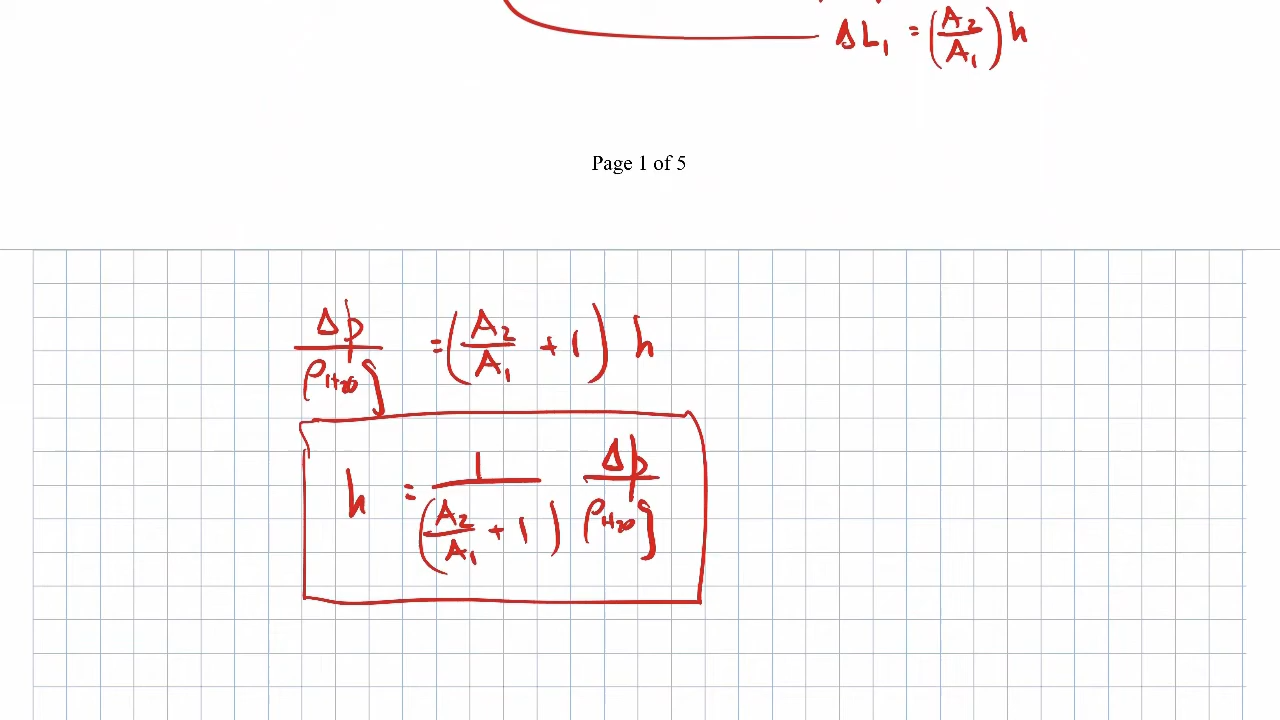 ΔL₁ = (A₂/A₁) h
Page 1 of 5
Δp/(ρH₂O g) = (A₂/A₁ + 1) h
h = 1/(A₂/A₁ + 1) Δp/(ρH₂O g)